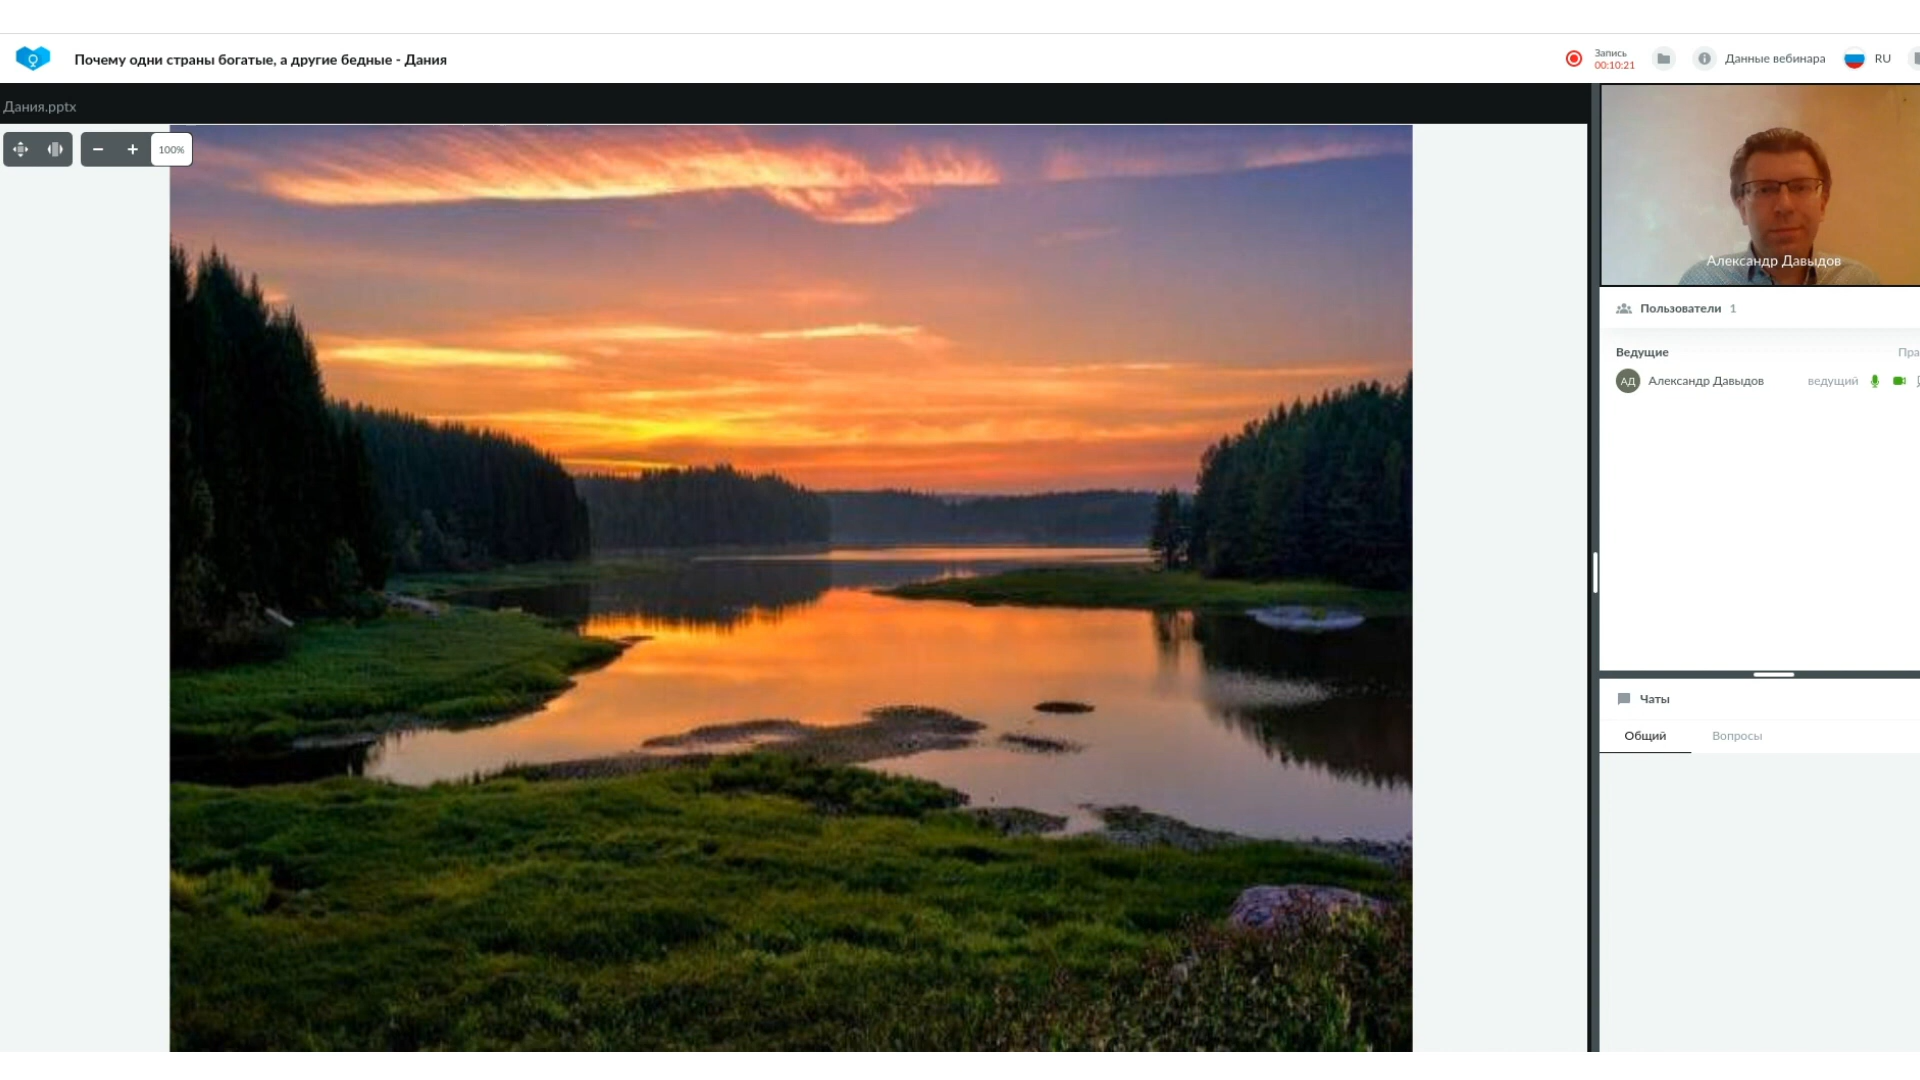 Почему одни страны богатые, а другие бедные - Дания
Запись
00:10:21
Данные вебинара
RU
Дания.pptx
100%
Александр Давыдов
Пользователи 1
Ведущие
АД Александр Давыдов ведущий
Чаты
Общий Вопросы